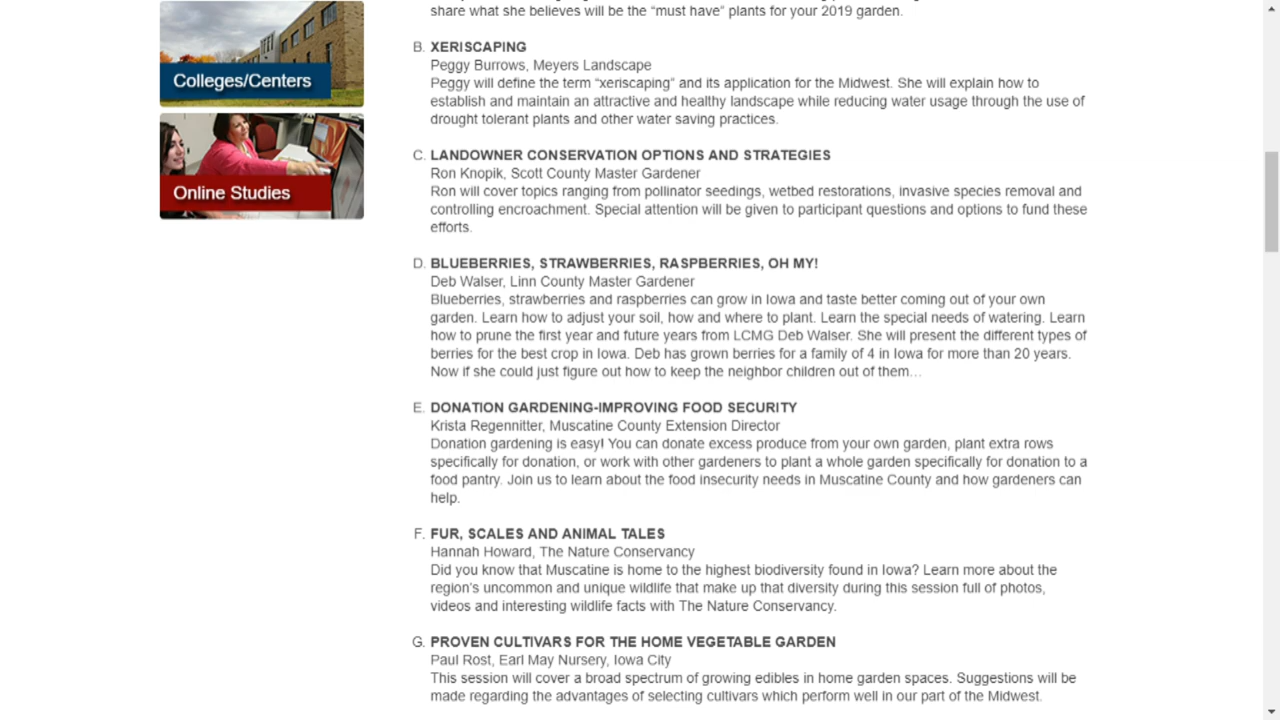 share what she believes will be the “must have” plants for your 2019 garden.
Colleges/Centers
Online Studies
B. XERISCAPING
Peggy Burrows, Meyers Landscape
Peggy will define the term “xeriscaping” and its application for the Midwest. She will explain how to
establish and maintain an attractive and healthy landscape while reducing water usage through the use of
drought tolerant plants and other water saving practices.
C. LANDOWNER CONSERVATION OPTIONS AND STRATEGIES
Ron Knopik, Scott County Master Gardener
Ron will cover topics ranging from pollinator seedings, wetbed restorations, invasive species removal and
controlling encroachment. Special attention will be given to participant questions and options to fund these
efforts.
D. BLUEBERRIES, STRAWBERRIES, RASPBERRIES, OH MY!
Deb Walser, Linn County Master Gardener
Blueberries, strawberries and raspberries can grow in Iowa and taste better coming out of your own
garden. Learn how to adjust your soil, how and where to plant. Learn the special needs of watering. Learn
how to prune the first year and future years from LCMG Deb Walser. She will present the different types of
berries for the best crop in Iowa. Deb has grown berries for a family of 4 in Iowa for more than 20 years.
Now if she could just figure out how to keep the neighbor children out of them…
E. DONATION GARDENING-IMPROVING FOOD SECURITY
Krista Regennitter, Muscatine County Extension Director
Donation gardening is easy! You can donate excess produce from your own garden, plant extra rows
specifically for donation, or work with other gardeners to plant a whole garden specifically for donation to a
food pantry. Join us to learn about the food insecurity needs in Muscatine County and how gardeners can
help.
F. FUR, SCALES AND ANIMAL TALES
Hannah Howard, The Nature Conservancy
Did you know that Muscatine is home to the highest biodiversity found in Iowa? Learn more about the
region’s uncommon and unique wildlife that make up that diversity during this session full of photos,
videos and interesting wildlife facts with The Nature Conservancy.
G. PROVEN CULTIVARS FOR THE HOME VEGETABLE GARDEN
Paul Rost, Earl May Nursery, Iowa City
This session will cover a broad spectrum of growing edibles in home garden spaces. Suggestions will be
made regarding the advantages of selecting cultivars which perform well in our part of the Midwest.